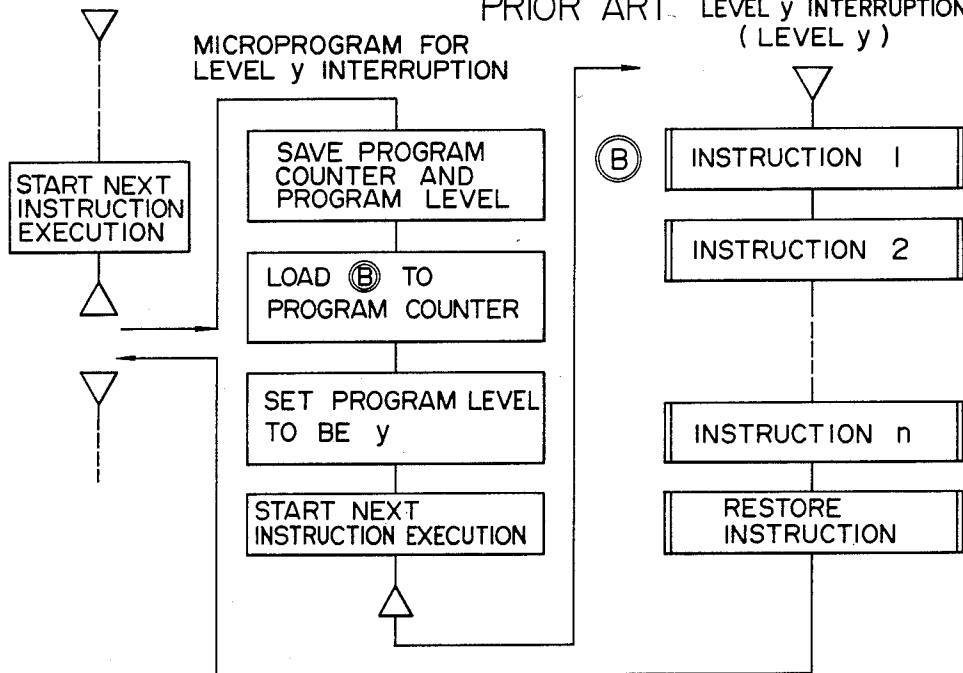 PRIOR ART
LEVEL y INTERRUPTION
( LEVEL y )
MICROPROGRAM FOR
LEVEL y INTERRUPTION
START NEXT
INSTRUCTION
EXECUTION
SAVE PROGRAM
COUNTER AND
PROGRAM LEVEL
LOAD Ⓑ TO
PROGRAM COUNTER
SET PROGRAM LEVEL
TO BE y
START NEXT
INSTRUCTION EXECUTION
Ⓑ
INSTRUCTION 1
INSTRUCTION 2
INSTRUCTION n
RESTORE
INSTRUCTION